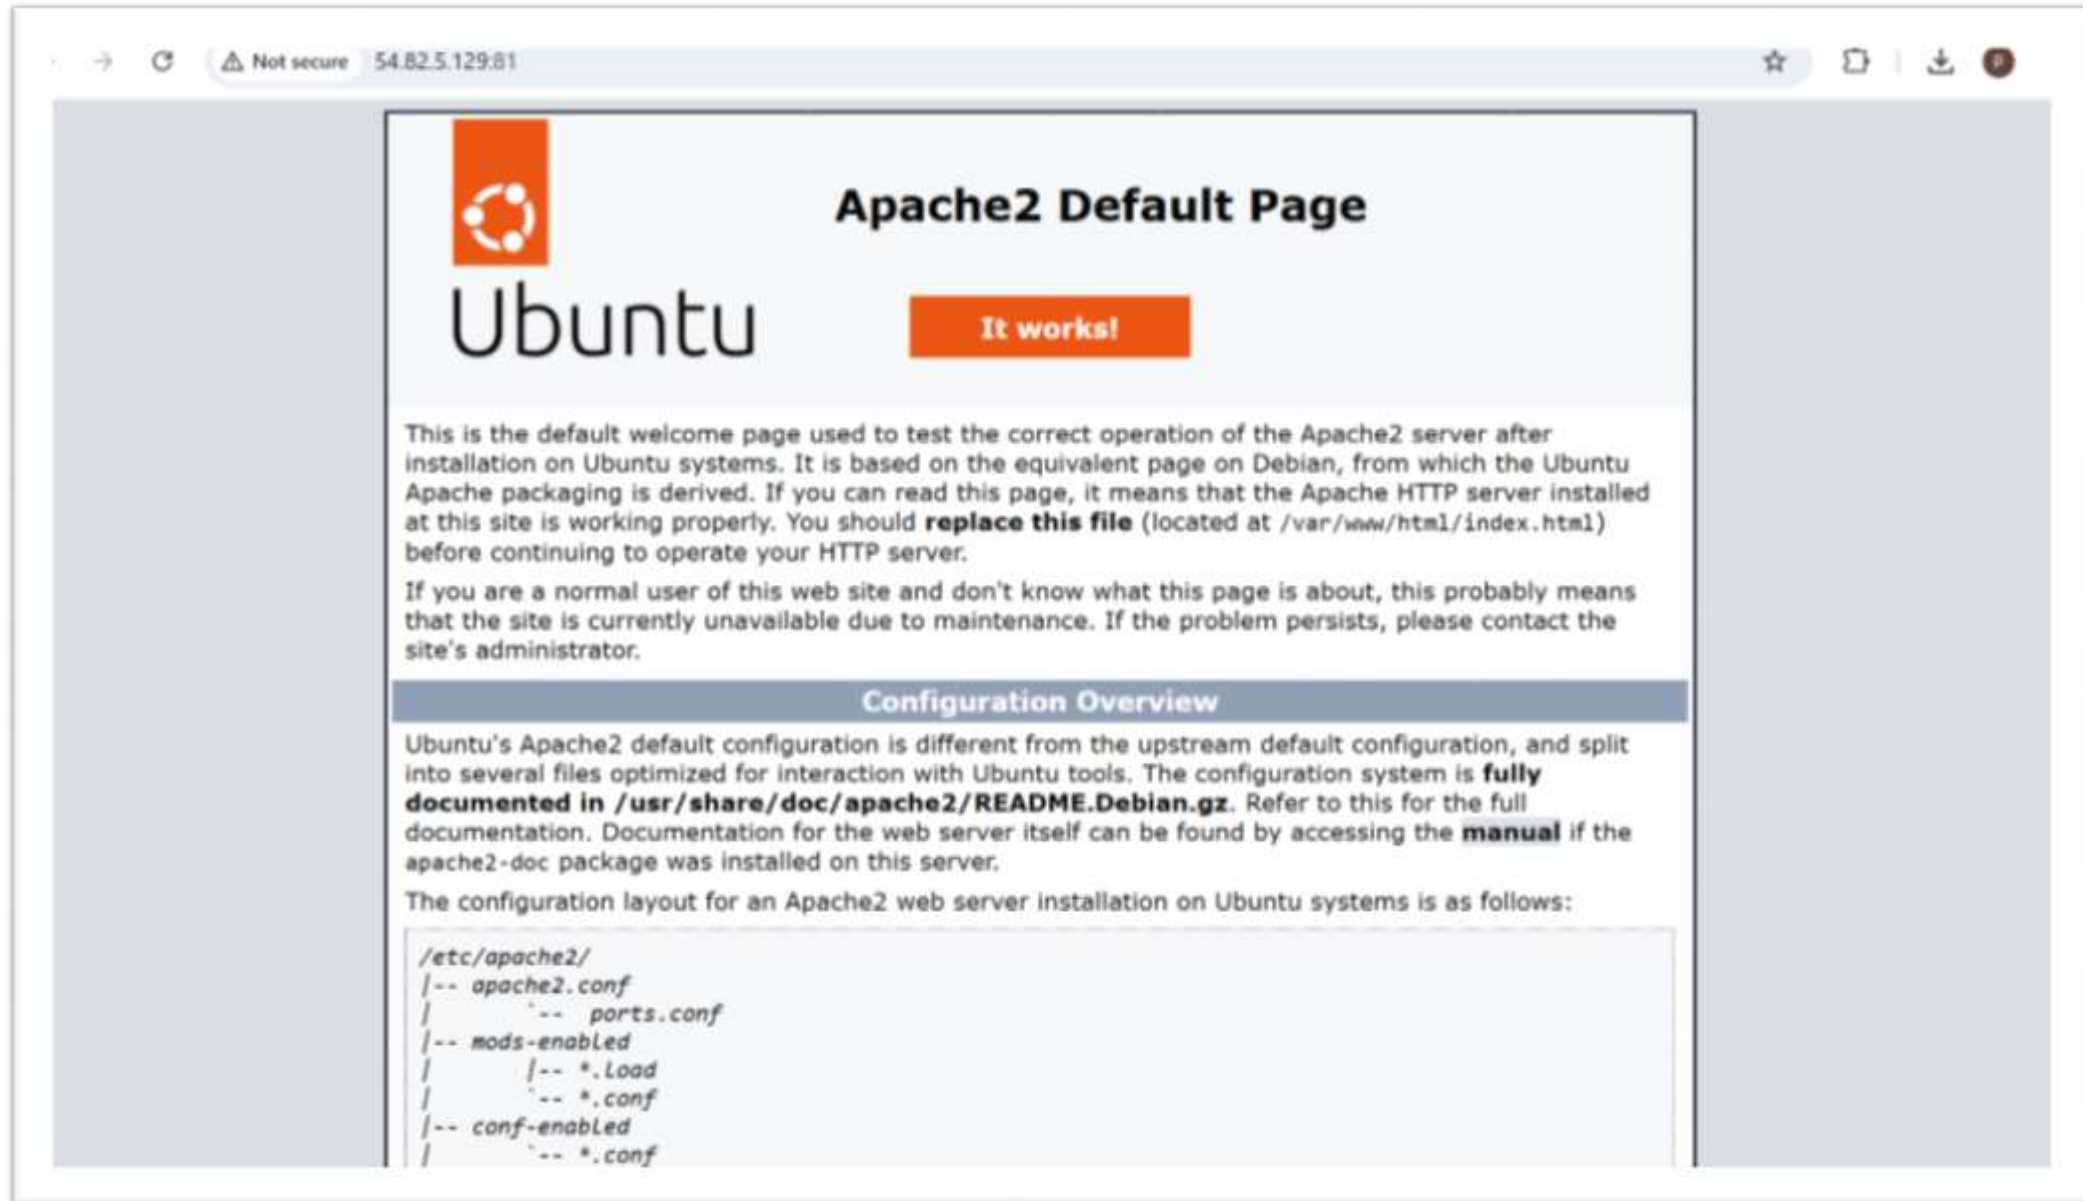 Not secure 54.82.5.129:81
P
Apache2 Default Page
Ubuntu
It works!
This is the default welcome page used to test the correct operation of the Apache2 server after
installation on Ubuntu systems. It is based on the equivalent page on Debian, from which the Ubuntu
Apache packaging is derived. If you can read this page, it means that the Apache HTTP server installed
at this site is working properly. You should replace this file (located at /var/www/html/index.html)
before continuing to operate your HTTP server.
If you are a normal user of this web site and don't know what this page is about, this probably means
that the site is currently unavailable due to maintenance. If the problem persists, please contact the
site's administrator.
Configuration Overview
Ubuntu's Apache2 default configuration is different from the upstream default configuration, and split
into several files optimized for interaction with Ubuntu tools. The configuration system is fully
documented in /usr/share/doc/apache2/README.Debian.gz. Refer to this for the full
documentation. Documentation for the web server itself can be found by accessing the manual if the
apache2-doc package was installed on this server.
The configuration layout for an Apache2 web server installation on Ubuntu systems is as follows:
/etc/apache2/
|-- apache2.conf
|       `--  ports.conf
|-- mods-enabled
|       |-- *.load
|       `-- *.conf
|-- conf-enabled
|       `-- *.conf